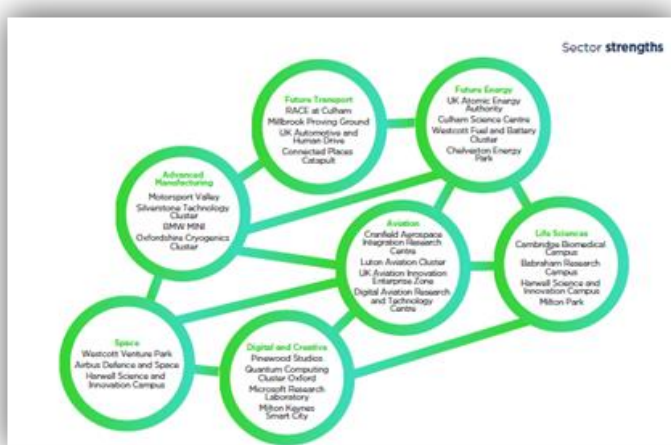 Sector strengths
Future Transport
RACE at Culham
Millbrook Proving Ground
UK Automotive and
Human Drive
Connected Places
Catapult
Future Energy
UK Atomic Energy
Authority
Culham Science Centre
Westcott Fuel and Battery
Cluster
Chelveston Energy
Park
Advanced
Manufacturing
Motorsport Valley
Silverstone Technology
Cluster
BMW MINI
Oxfordshire Cryogenics
Cluster
Aviation
Cranfield Aerospace
Integration Research
Centre
Luton Aviation Cluster
UK Aviation Innovation
Enterprise Zone
Digital Aviation Research
and Technology
Centre
Life Sciences
Cambridge Biomedical
Campus
Babraham Research
Campus
Harwell Science and
Innovation Campus
Milton Park
Space
Westcott Venture Park
Airbus Defence and Space
Harwell Science and
Innovation Campus
Digital and Creative
Pinewood Studios
Quantum Computing
Cluster Oxford
Microsoft Research
Laboratory
Milton Keynes
Smart City